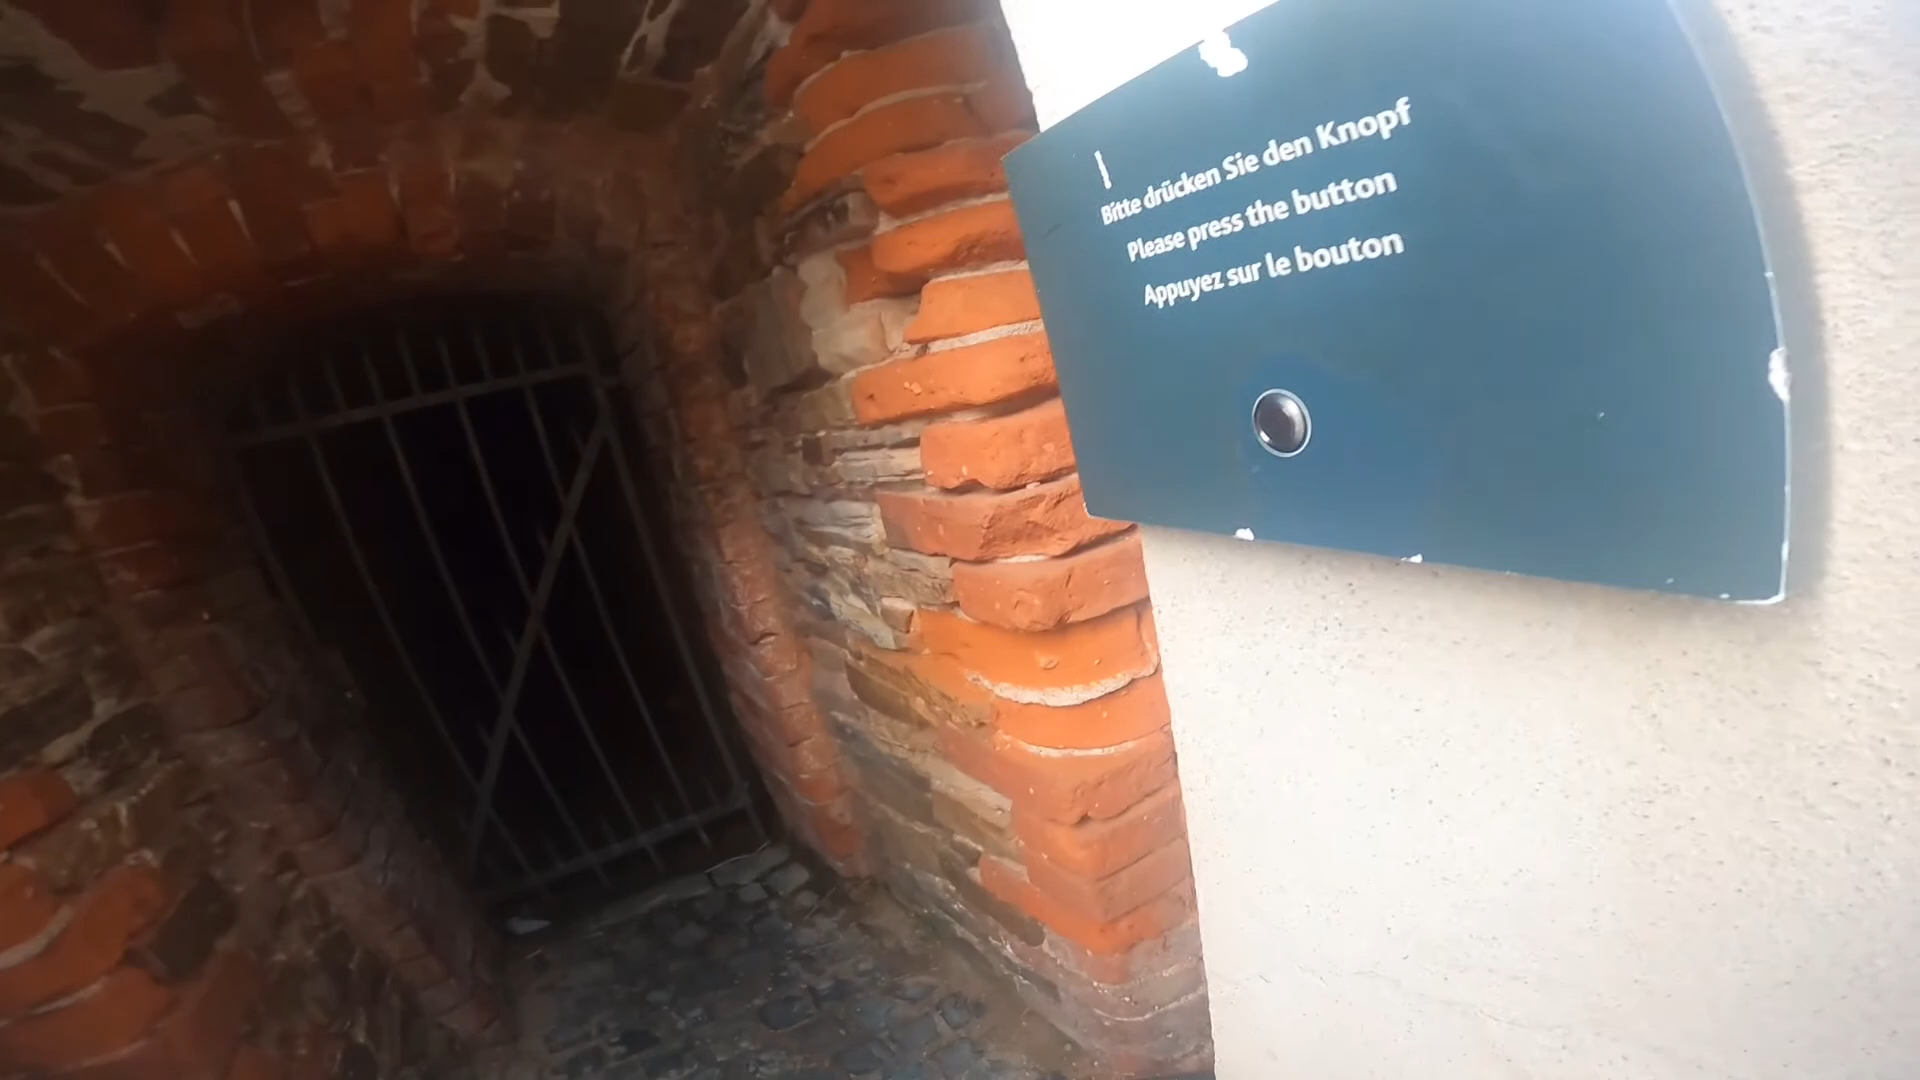 Bitte drücken Sie den Knopf
Please press the button
Appuyez sur le bouton